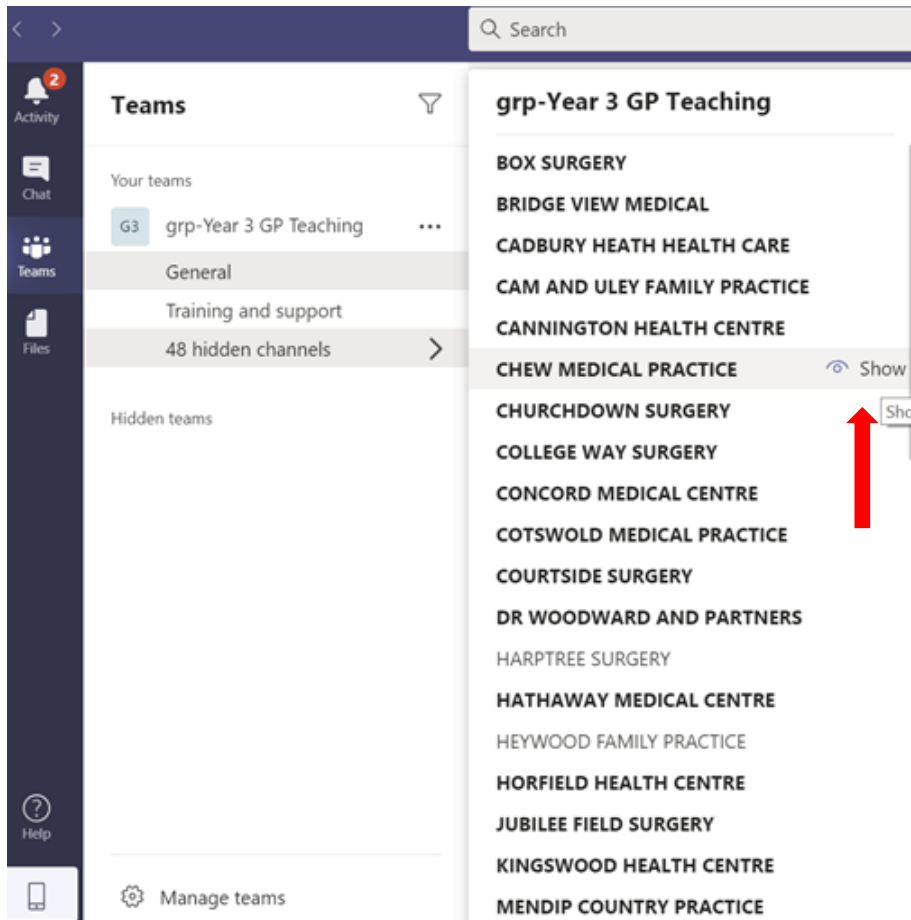 Search
2
Activity
Chat
Teams
Files
Help
Teams
Your teams
G3 grp-Year 3 GP Teaching ...
General
Training and support
48 hidden channels
Hidden teams
Manage teams
grp-Year 3 GP Teaching
BOX SURGERY
BRIDGE VIEW MEDICAL
CADBURY HEATH HEALTH CARE
CAM AND ULEY FAMILY PRACTICE
CANNINGTON HEALTH CENTRE
CHEW MEDICAL PRACTICE Show
Sho
CHURCHDOWN SURGERY
COLLEGE WAY SURGERY
CONCORD MEDICAL CENTRE
COTSWOLD MEDICAL PRACTICE
COURTSIDE SURGERY
DR WOODWARD AND PARTNERS
HARPTREE SURGERY
HATHAWAY MEDICAL CENTRE
HEYWOOD FAMILY PRACTICE
HORFIELD HEALTH CENTRE
JUBILEE FIELD SURGERY
KINGSWOOD HEALTH CENTRE
MENDIP COUNTRY PRACTICE